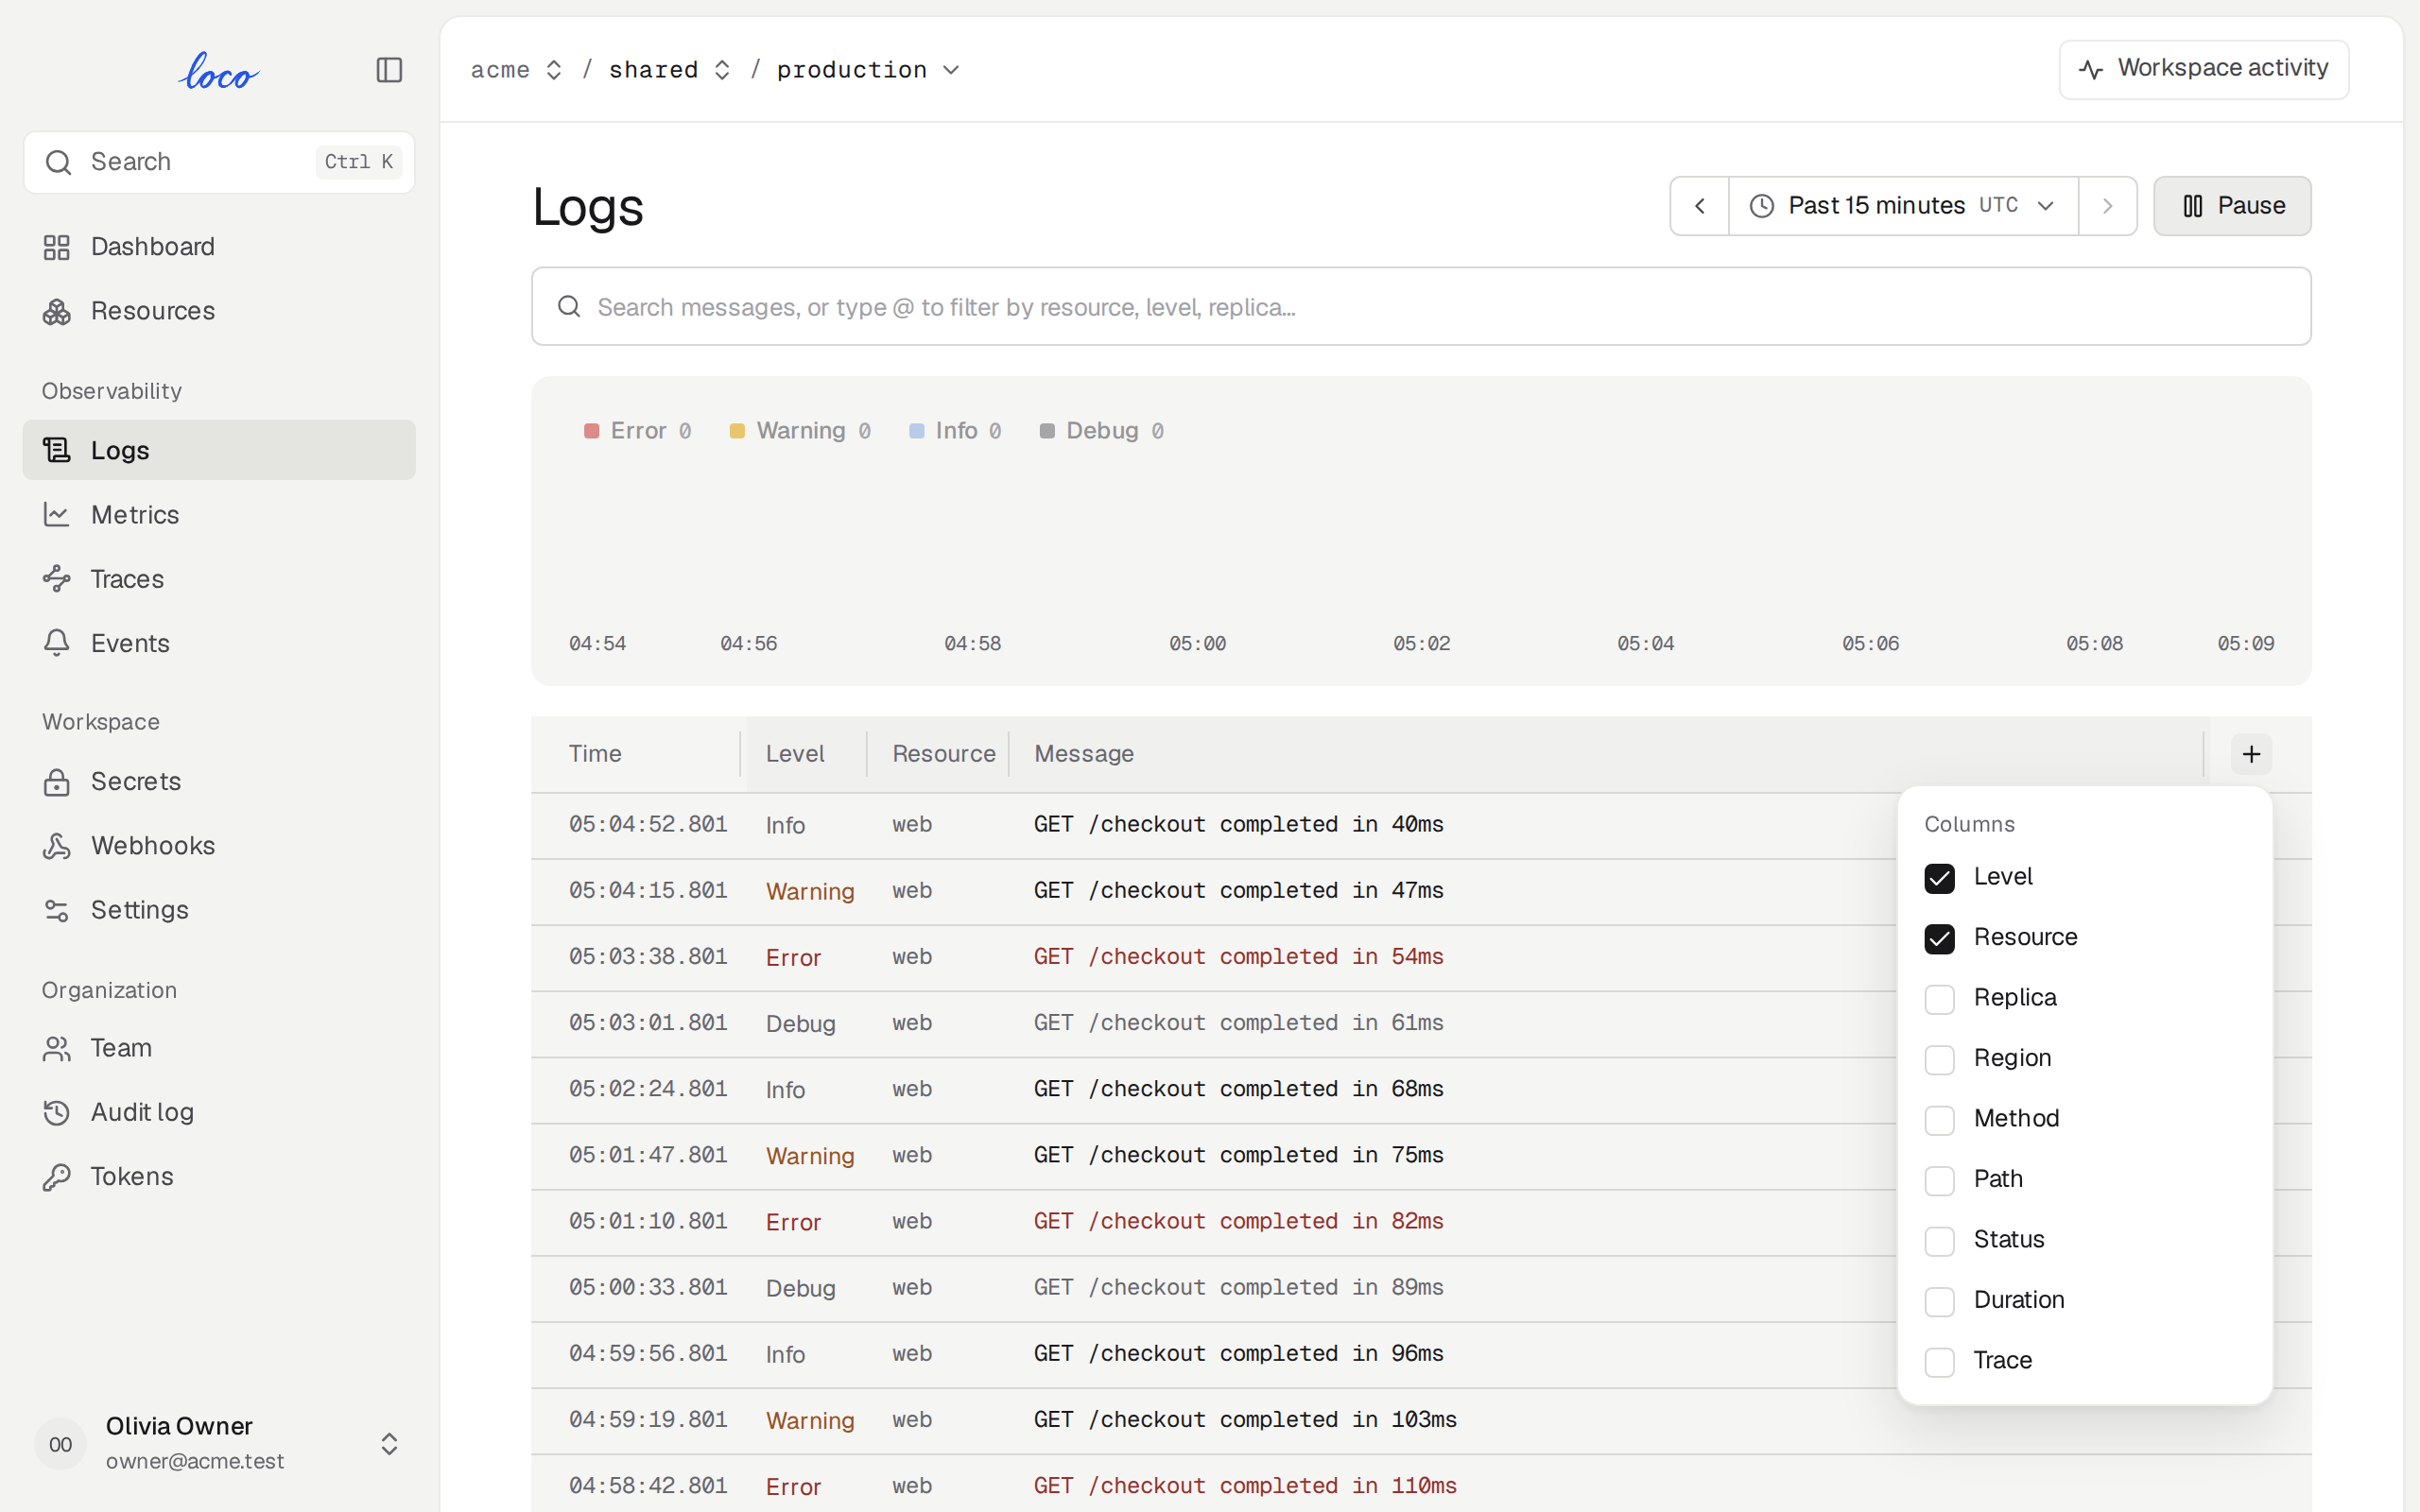 loco
Search Ctrl K
Dashboard
Resources
Observability
Logs
Metrics
Traces
Events
Workspace
Secrets
Webhooks
Settings
Organization
Team
Audit log
Tokens
OO Olivia Owner
owner@acme.test
acme / shared / production
Workspace activity
Logs
Past 15 minutes UTC
Pause
Search messages, or type @ to filter by resource, level, replica...
Error 0 Warning 0 Info 0 Debug 0
04:54 04:56 04:58 05:00 05:02 05:04 05:06 05:08 05:09
Time Level Resource Message
05:04:52.801 Info web GET /checkout completed in 40ms
05:04:15.801 Warning web GET /checkout completed in 47ms
05:03:38.801 Error web GET /checkout completed in 54ms
05:03:01.801 Debug web GET /checkout completed in 61ms
05:02:24.801 Info web GET /checkout completed in 68ms
05:01:47.801 Warning web GET /checkout completed in 75ms
05:01:10.801 Error web GET /checkout completed in 82ms
05:00:33.801 Debug web GET /checkout completed in 89ms
04:59:56.801 Info web GET /checkout completed in 96ms
04:59:19.801 Warning web GET /checkout completed in 103ms
04:58:42.801 Error web GET /checkout completed in 110ms
Columns
Level
Resource
Replica
Region
Method
Path
Status
Duration
Trace